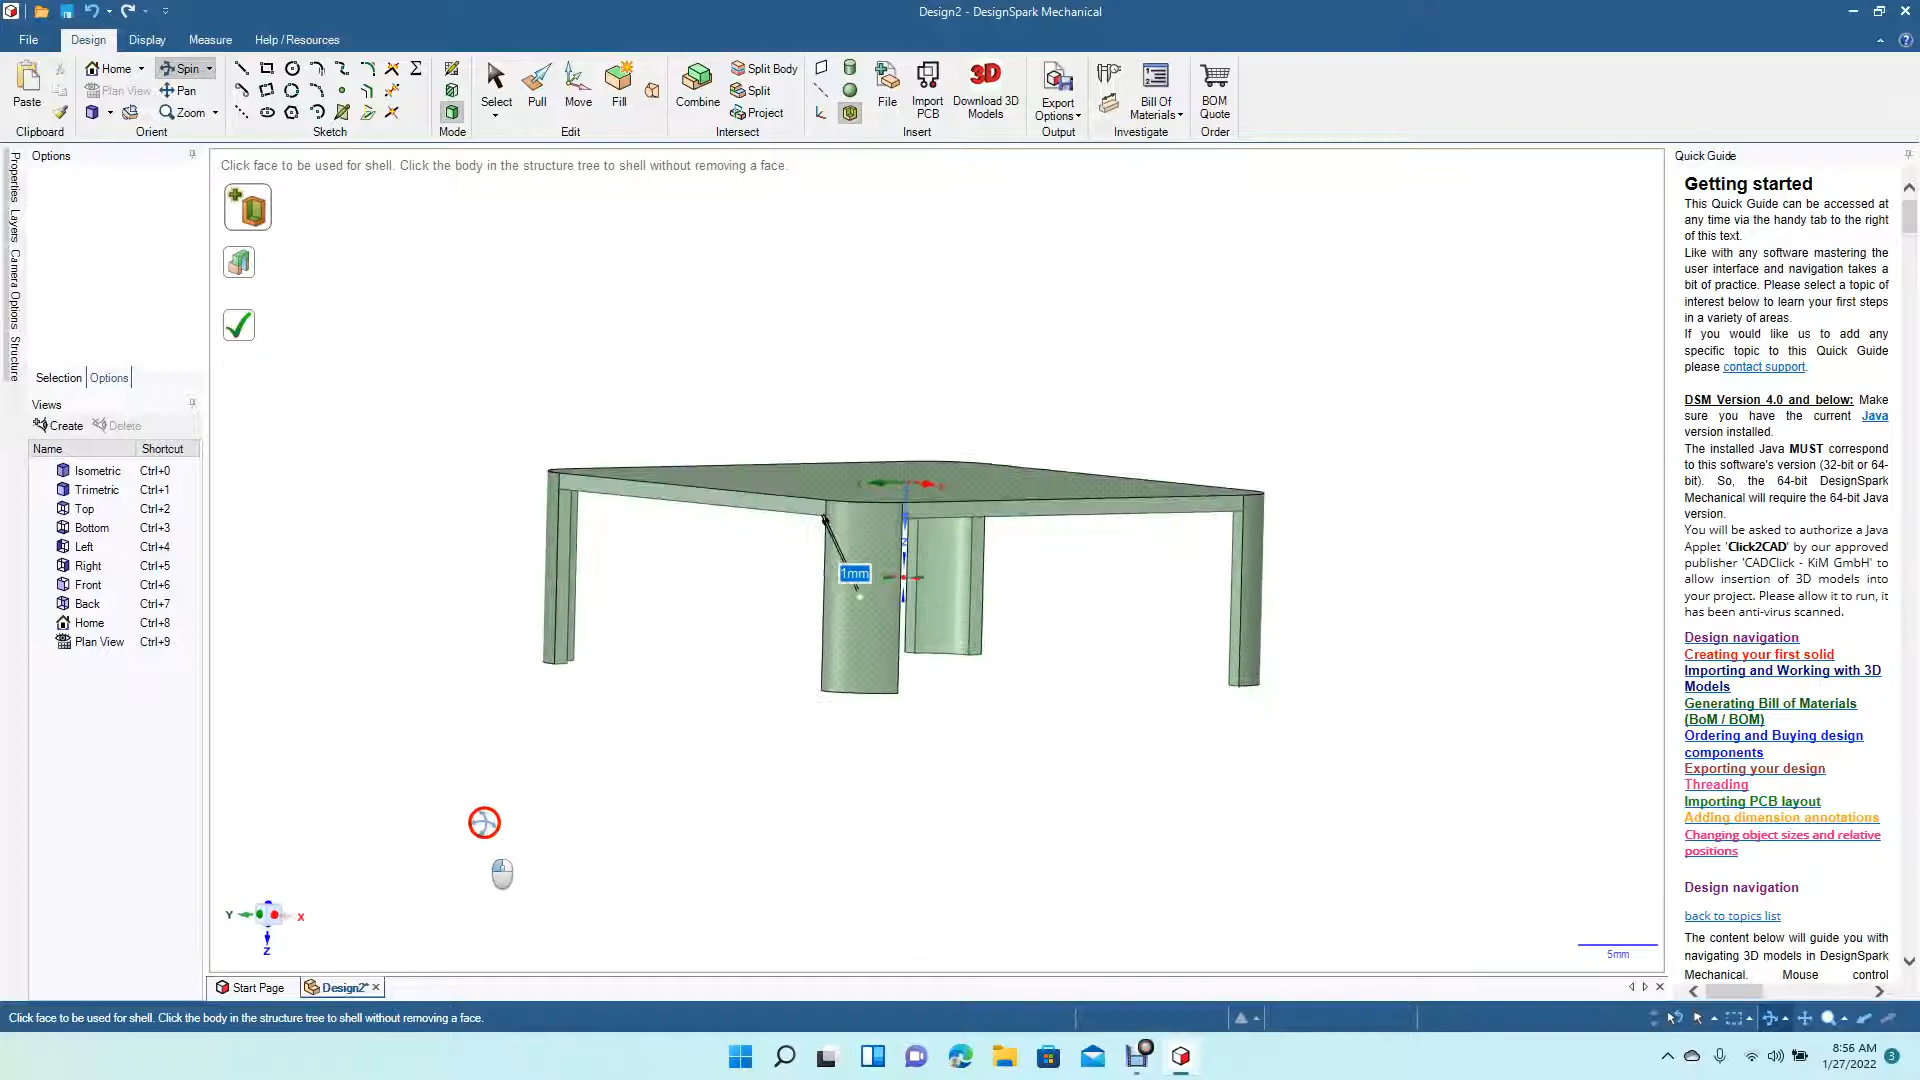 Design2 - DesignSpark Mechanical
File
Design
Display
Measure
Help / Resources
Paste
Clipboard
Home
Spin
Plan View
Pan
Zoom
Orient
Sketch
Mode
Select
Pull
Move
Fill
Edit
Combine
Split Body
Split
Project
Intersect
File
Import
PCB
Download 3D
Models
Insert
Export
Options
Output
Bill Of
Materials
Investigate
BOM
Quote
Order
Options
Properties
Layers
Camera Options
Structure
Selection
Options
Views
Create
Delete
Name
Shortcut
Isometric Ctrl+0
Trimetric Ctrl+1
Top Ctrl+2
Bottom Ctrl+3
Left Ctrl+4
Right Ctrl+5
Front Ctrl+6
Back Ctrl+7
Home Ctrl+8
Plan View Ctrl+9
Click face to be used for shell. Click the body in the structure tree to shell without removing a face.
1mm
Z
Y
X
Z
5mm
Quick Guide
Getting started
This Quick Guide can be accessed at
any time via the handy tab to the right
of this text.
Like with any software mastering the
user interface and navigation takes a
bit of practice. Please select a topic of
interest below to learn your first steps
in a variety of areas.
If you would like us to add any
specific topic to this Quick Guide
please contact support.
DSM Version 4.0 and below: Make
sure you have the current Java
version installed.
The installed Java MUST correspond
to this software's version (32-bit or 64-
bit). So, the 64-bit DesignSpark
Mechanical will require the 64-bit Java
version.
You will be asked to authorize a Java
Applet 'Click2CAD' by our approved
publisher 'CADClick - KiM GmbH' to
allow insertion of 3D models into
your project. Please allow it to run, it
has been anti-virus scanned.
Design navigation
Creating your first solid
Importing and Working with 3D
Models
Generating Bill of Materials
(BoM / BOM)
Ordering and Buying design
components
Exporting your design
Threading
Importing PCB layout
Adding dimension annotations
Changing object sizes and relative
positions
Design navigation
back to topics list
The content below will guide you with
navigating 3D models in DesignSpark
Mechanical. Mouse control
Start Page
Design2*
Click face to be used for shell. Click the body in the structure tree to shell without removing a face.
8:56 AM
1/27/2022
3